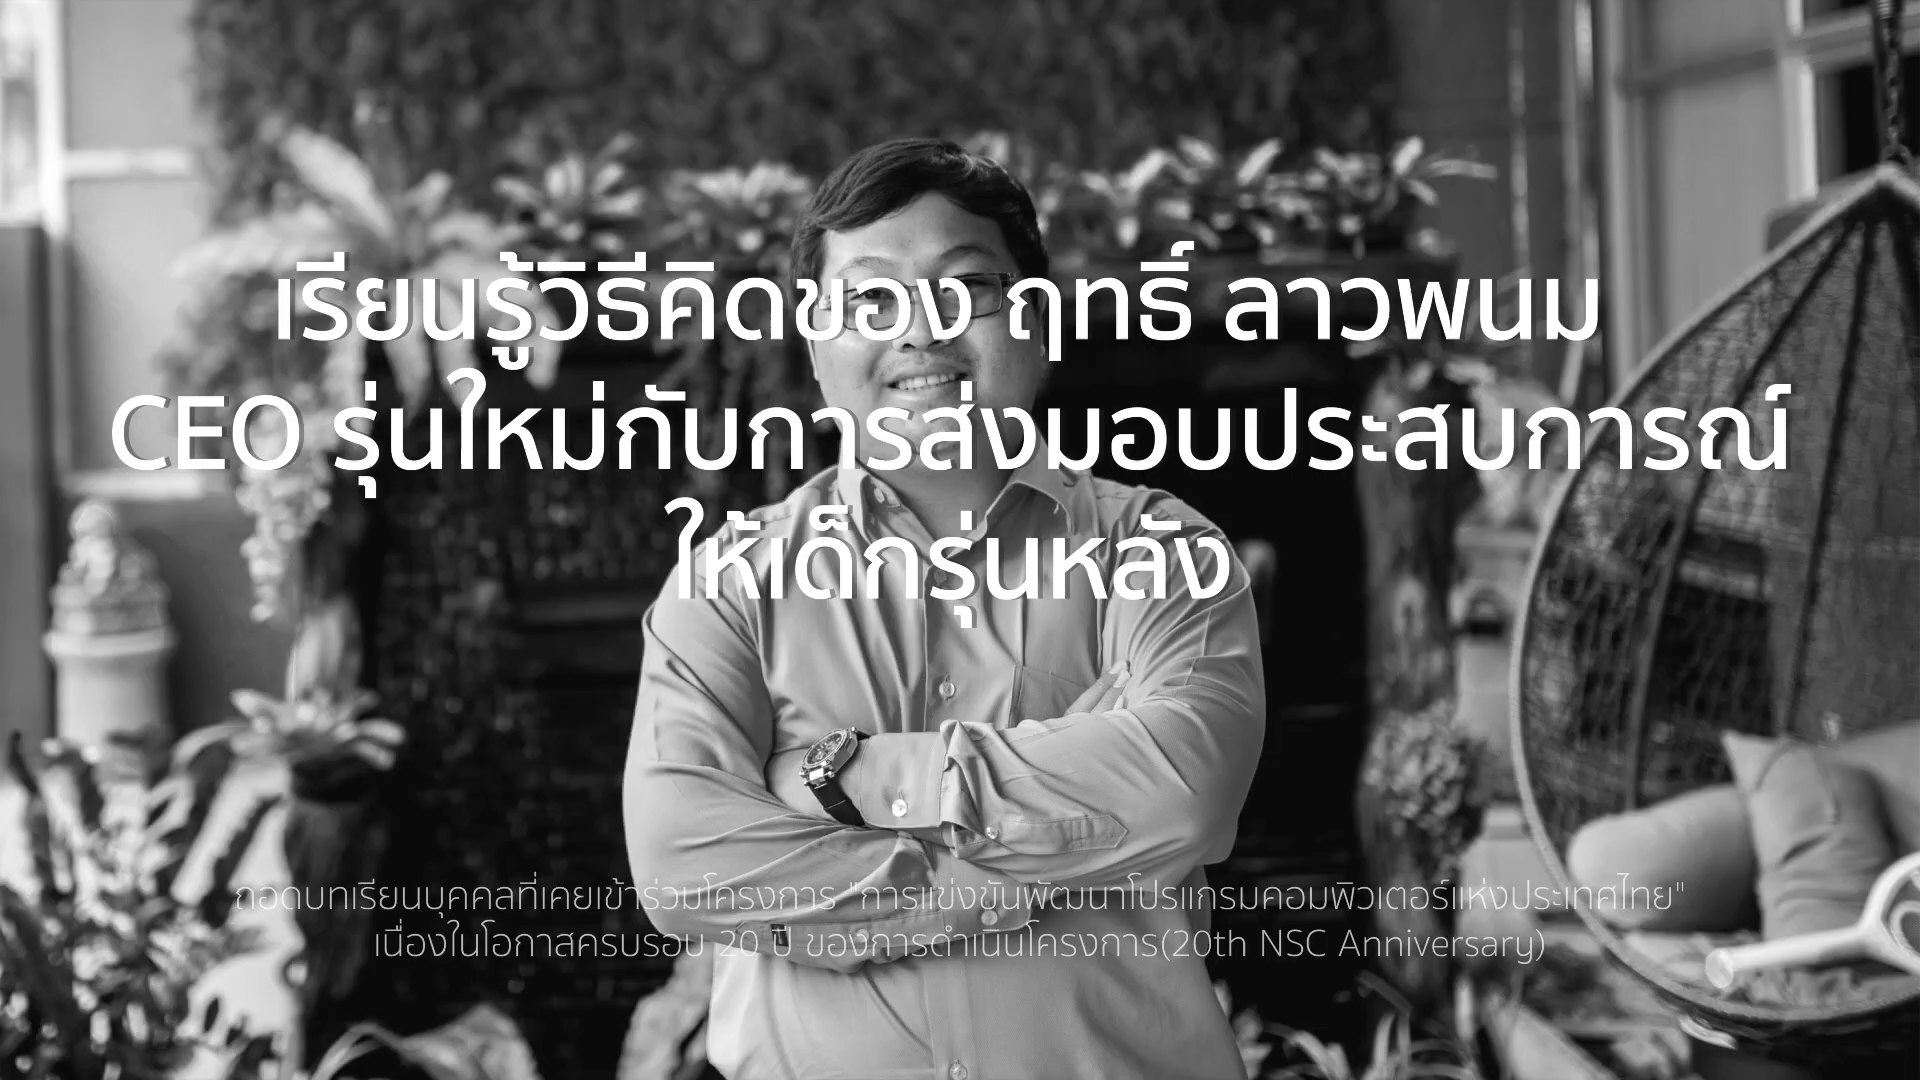 เรียนรู้วิธีคิดของ ฤทธิ์ ลาวพนม
CEO รุ่นใหม่กับการส่งมอบประสบการณ์
ให้เด็กรุ่นหลัง
ถอดบทเรียนบุคคลที่เคยเข้าร่วมโครงการ "การแข่งขันพัฒนาโปรแกรมคอมพิวเตอร์แห่งประเทศไทย"
เนื่องในโอกาสครบรอบ 20 ปี ของการดำเนินโครงการ(20th NSC Anniversary)